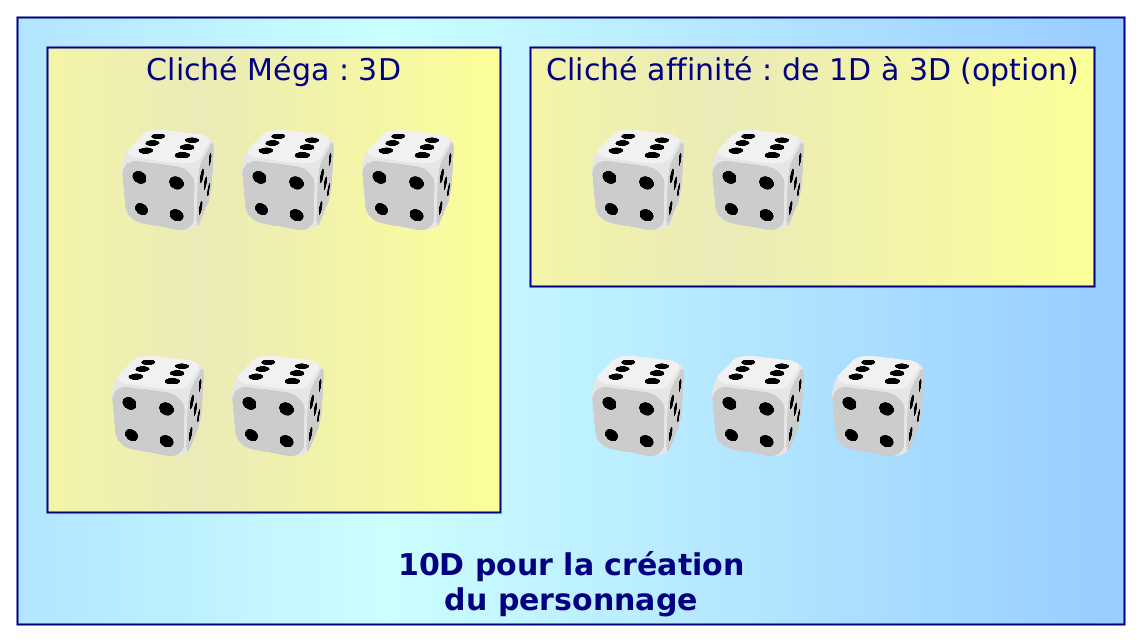 Cliché Méga : 3D
Cliché affinité : de 1D à 3D (option)
10D pour la création
du personnage